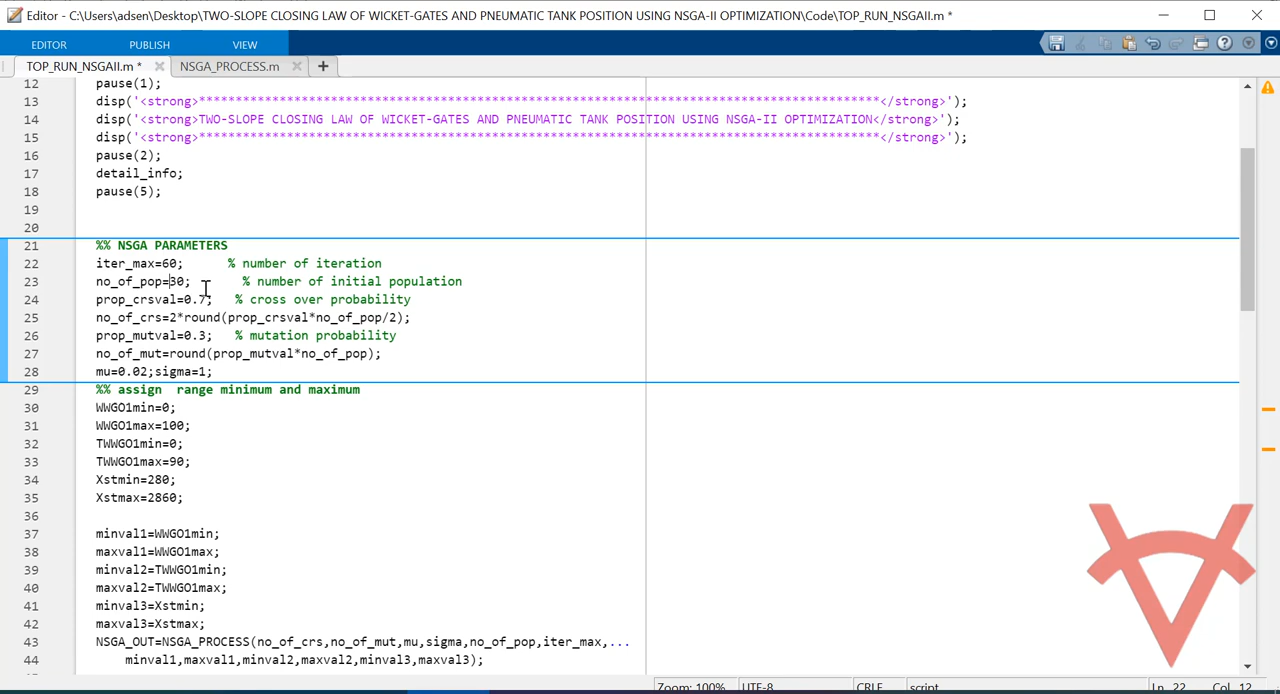 Editor - C:\Users\adsen\Desktop\TWO-SLOPE CLOSING LAW OF WICKET-GATES AND PNEUMATIC TANK POSITION USING NSGA-II OPTIMIZATION\Code\TOP_RUN_NSGAII.m *
EDITOR PUBLISH VIEW
TOP_RUN_NSGAII.m * NSGA_PROCESS.m
12 pause(1);
13 disp('<strong>*********************************************************************************************</strong>');
14 disp('<strong>TWO-SLOPE CLOSING LAW OF WICKET-GATES AND PNEUMATIC TANK POSITION USING NSGA-II OPTIMIZATION</strong>');
15 disp('<strong>*********************************************************************************************</strong>');
16 pause(2);
17 detail_info;
18 pause(5);
19
20
21 %% NSGA PARAMETERS
22 iter_max=60; % number of iteration
23 no_of_pop=30; % number of initial population
24 prop_crsval=0.7; % cross over probability
25 no_of_crs=2*round(prop_crsval*no_of_pop/2);
26 prop_mutval=0.3; % mutation probability
27 no_of_mut=round(prop_mutval*no_of_pop);
28 mu=0.02;sigma=1;
29 %% assign  range minimum and maximum
30 WWGO1min=0;
31 WWGO1max=100;
32 TWWGO1min=0;
33 TWWGO1max=90;
34 Xstmin=280;
35 Xstmax=2860;
36
37 minval1=WWGO1min;
38 maxval1=WWGO1max;
39 minval2=TWWGO1min;
40 maxval2=TWWGO1max;
41 minval3=Xstmin;
42 maxval3=Xstmax;
43 NSGA_OUT=NSGA_PROCESS(no_of_crs,no_of_mut,mu,sigma,no_of_pop,iter_max,...
44 minval1,maxval1,minval2,maxval2,minval3,maxval3);
Zoom: 100% UTF-8 CRLF script Ln 22 Col 12